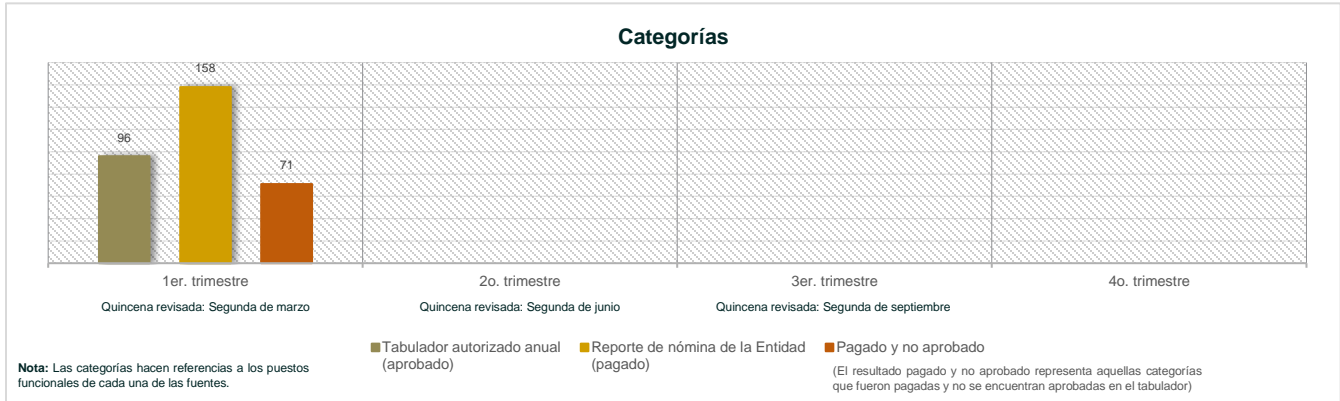 Categorías
158
96
71
1er. trimestre
2o. trimestre
3er. trimestre
4o. trimestre
Quincena revisada: Segunda de marzo
Quincena revisada: Segunda de junio
Quincena revisada: Segunda de septiembre
Tabulador autorizado anual
(aprobado)
Reporte de nómina de la Entidad
(pagado)
Pagado y no aprobado
(El resultado pagado y no aprobado representa aquellas categorías
que fueron pagadas y no se encuentran aprobadas en el tabulador)
Nota: Las categorías hacen referencias a los puestos
funcionales de cada una de las fuentes.